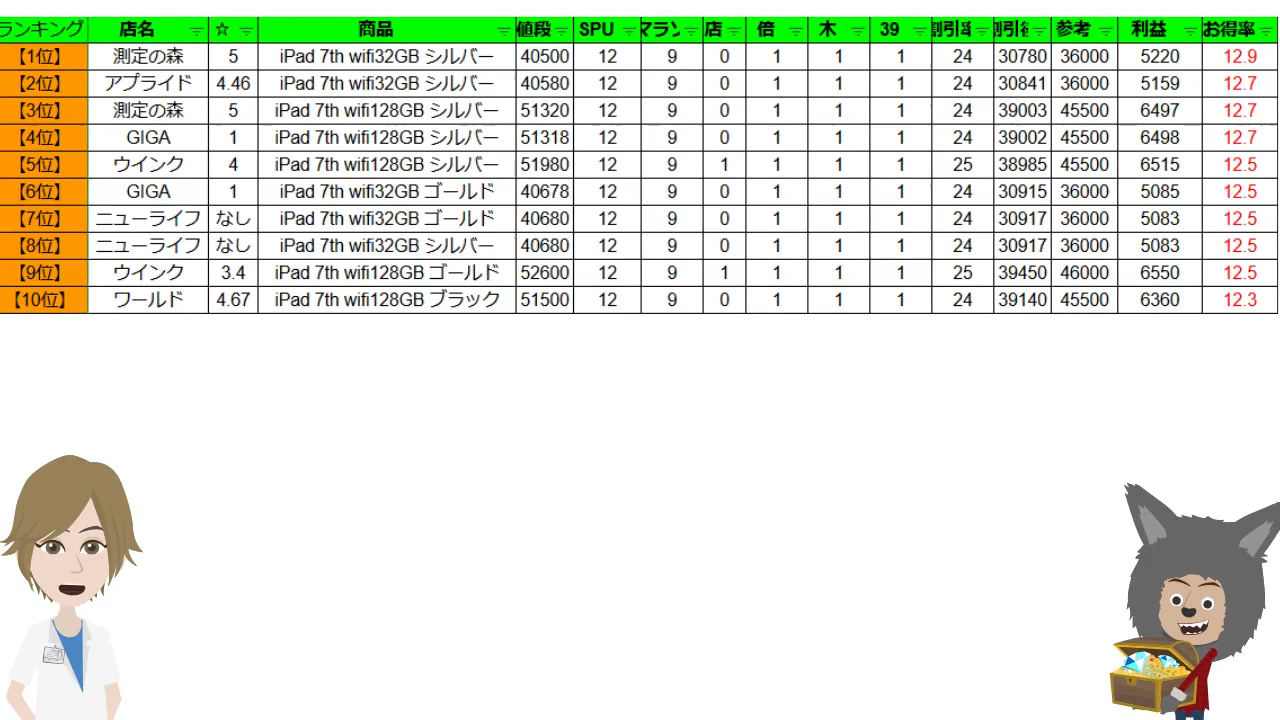 ランキング 店名 ☆ 商品 値段 SPU マラソ 店 倍 木 39 割引率 割引後 参考 利益 お得率
【1位】 測定の森 5 iPad 7th wifi32GB シルバー 40500 12 9 0 1 1 1 24 30780 36000 5220 12.9
【2位】 アプライド 4.46 iPad 7th wifi32GB シルバー 40580 12 9 0 1 1 1 24 30841 36000 5159 12.7
【3位】 測定の森 5 iPad 7th wifi128GB シルバー 51320 12 9 0 1 1 1 24 39003 45500 6497 12.7
【4位】 GIGA 1 iPad 7th wifi128GB シルバー 51318 12 9 0 1 1 1 24 39002 45500 6498 12.7
【5位】 ウインク 4 iPad 7th wifi128GB シルバー 51980 12 9 1 1 1 1 25 38985 45500 6515 12.5
【6位】 GIGA 1 iPad 7th wifi32GB ゴールド 40678 12 9 0 1 1 1 24 30915 36000 5085 12.5
【7位】 ニューライフ なし iPad 7th wifi32GB ゴールド 40680 12 9 0 1 1 1 24 30917 36000 5083 12.5
【8位】 ニューライフ なし iPad 7th wifi32GB シルバー 40680 12 9 0 1 1 1 24 30917 36000 5083 12.5
【9位】 ウインク 3.4 iPad 7th wifi128GB ゴールド 52600 12 9 1 1 1 1 25 39450 46000 6550 12.5
【10位】 ワールド 4.67 iPad 7th wifi128GB ブラック 51500 12 9 0 1 1 1 24 39140 45500 6360 12.3